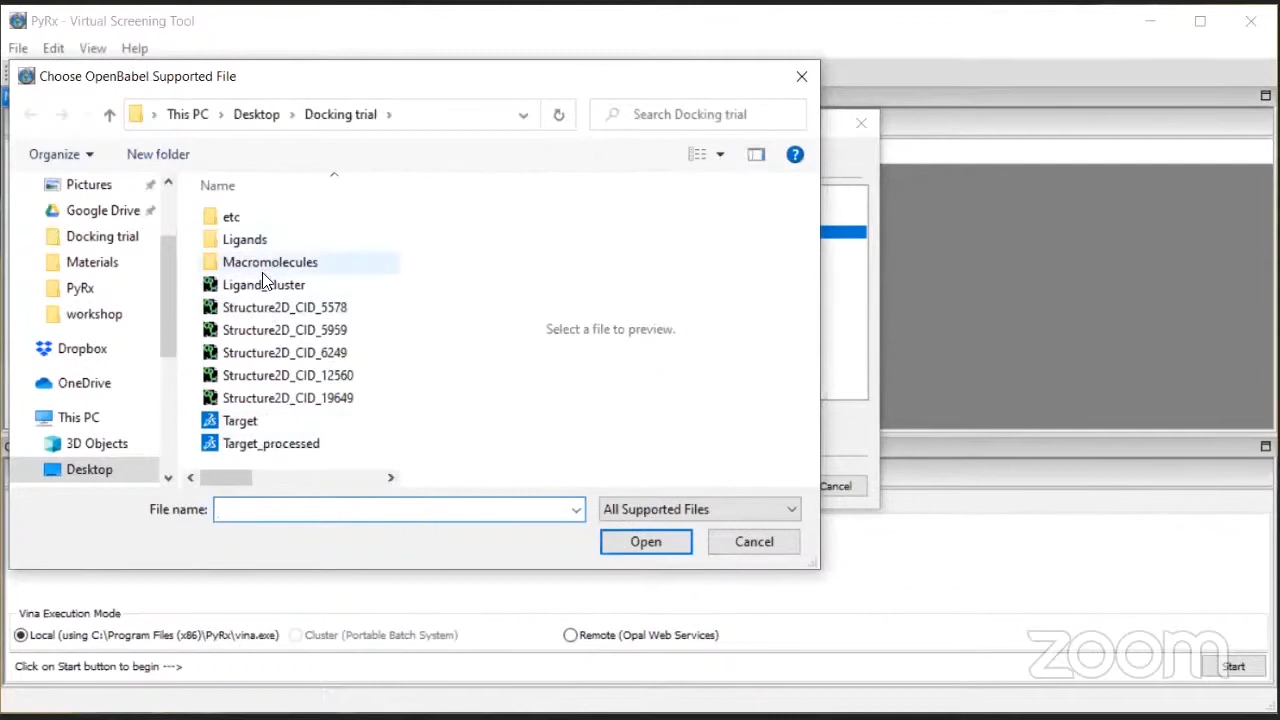 PyRx - Virtual Screening Tool
File Edit View Help
Choose OpenBabel Supported File
This PC Desktop Docking trial
Search Docking trial
Organize New folder
Name
Pictures
Google Drive
Docking trial
Materials
PyRx
workshop
Dropbox
OneDrive
This PC
3D Objects
Desktop
etc
Ligands
Macromolecules
Structure2D_CID_5578
Structure2D_CID_5959
Structure2D_CID_6249
Structure2D_CID_12560
Structure2D_CID_19649
Target
Target_processed
Select a file to preview.
File name:
All Supported Files
Open Cancel
Cancel
Vina Execution Mode
Local (using C:\Program Files (x86)\PyRx\vina.exe) Cluster (Portable Batch System) Remote (Opal Web Services)
Click on Start button to begin --->
Start
zoom